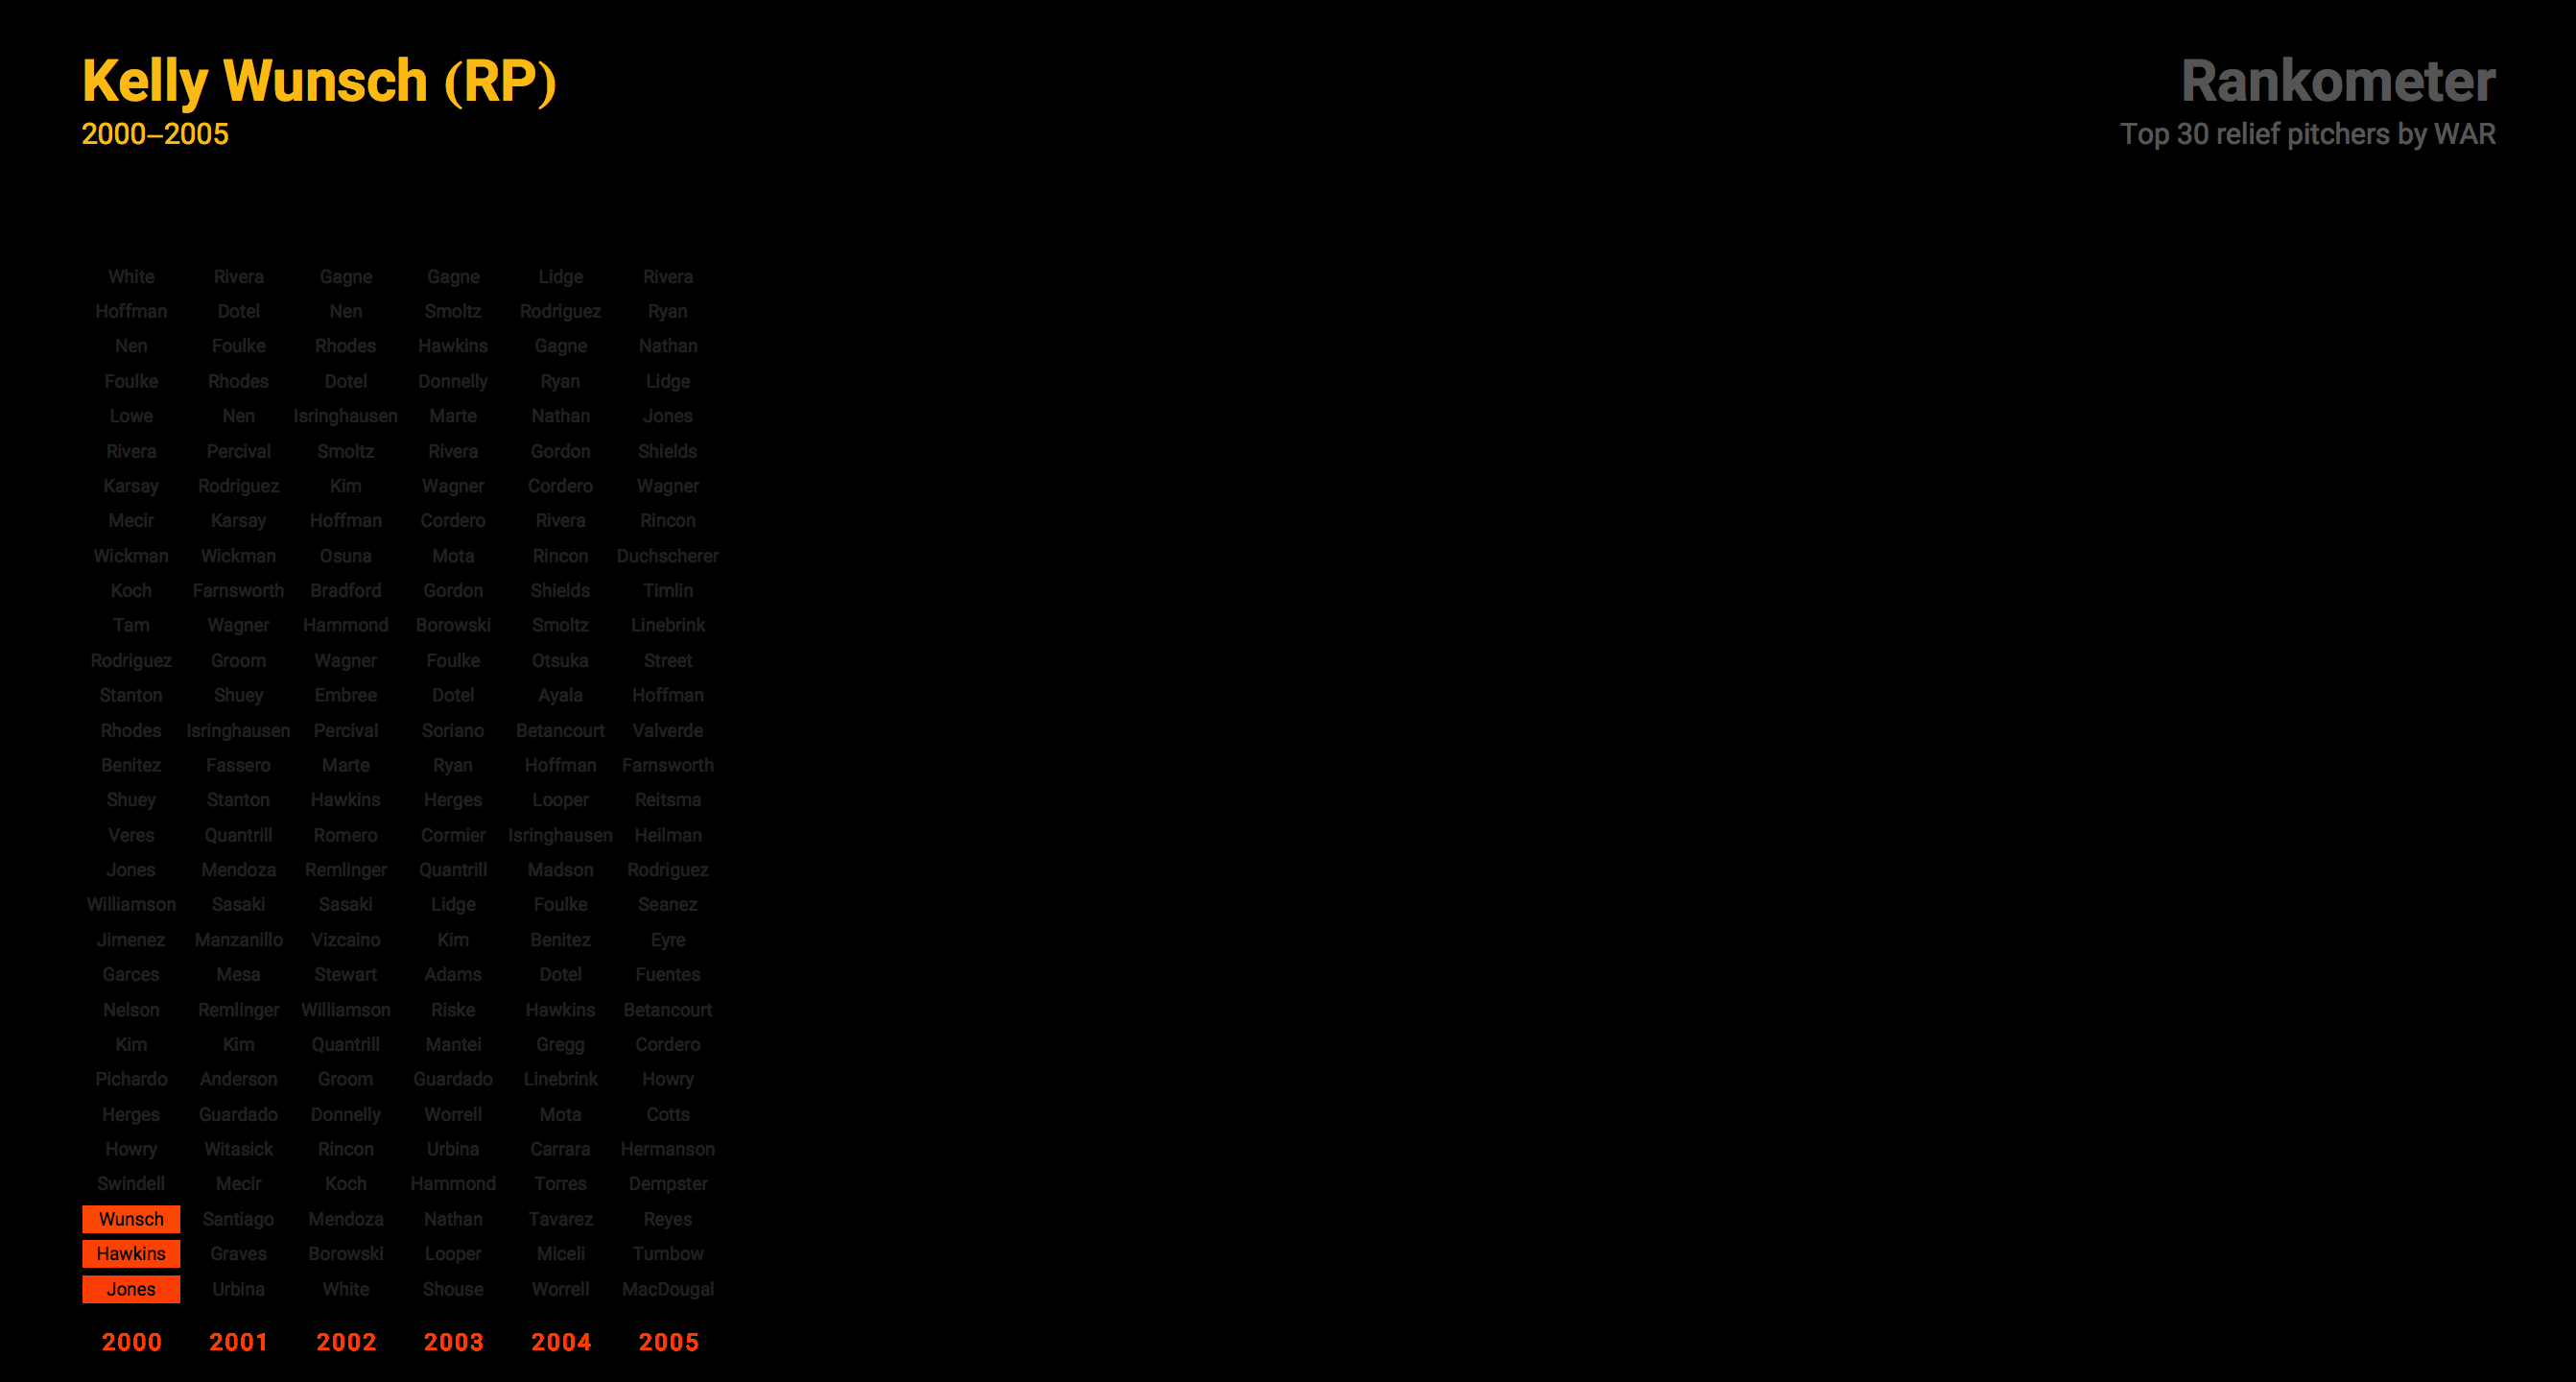 Kelly Wunsch (RP)
2000–2005
Rankometer
Top 30 relief pitchers by WAR
White Rivera Gagne Gagne Lidge Rivera
Hoffman Dotel Nen Smoltz Rodriguez Ryan
Nen Foulke Rhodes Hawkins Gagne Nathan
Foulke Rhodes Dotel Donnelly Ryan Lidge
Lowe Nen Isringhausen Marte Nathan Jones
Rivera Percival Smoltz Rivera Gordon Shields
Karsay Rodriguez Kim Wagner Cordero Wagner
Mecir Karsay Hoffman Cordero Rivera Rincon
Wickman Wickman Osuna Mota Rincon Duchscherer
Koch Farnsworth Bradford Gordon Shields Timlin
Tam Wagner Hammond Borowski Smoltz Linebrink
Rodriguez Groom Wagner Foulke Otsuka Street
Stanton Shuey Embree Dotel Ayala Hoffman
Rhodes Isringhausen Percival Soriano Betancourt Valverde
Benitez Fassero Marte Ryan Hoffman Farnsworth
Shuey Stanton Hawkins Herges Looper Reitsma
Veres Quantrill Romero Cormier Isringhausen Heilman
Jones Mendoza Remlinger Quantrill Madson Rodriguez
Williamson Sasaki Sasaki Lidge Foulke Seanez
Jimenez Manzanillo Vizcaino Kim Benitez Eyre
Garces Mesa Stewart Adams Dotel Fuentes
Nelson Remlinger Williamson Riske Hawkins Betancourt
Kim Kim Quantrill Mantei Gregg Cordero
Pichardo Anderson Groom Guardado Linebrink Howry
Herges Guardado Donnelly Worrell Mota Cotts
Howry Witasick Rincon Urbina Carrara Hermanson
Swindell Mecir Koch Hammond Torres Dempster
Wunsch Santiago Mendoza Nathan Tavarez Reyes
Hawkins Graves Borowski Looper Miceli Turnbow
Jones Urbina White Shouse Worrell MacDougal
2000 2001 2002 2003 2004 2005